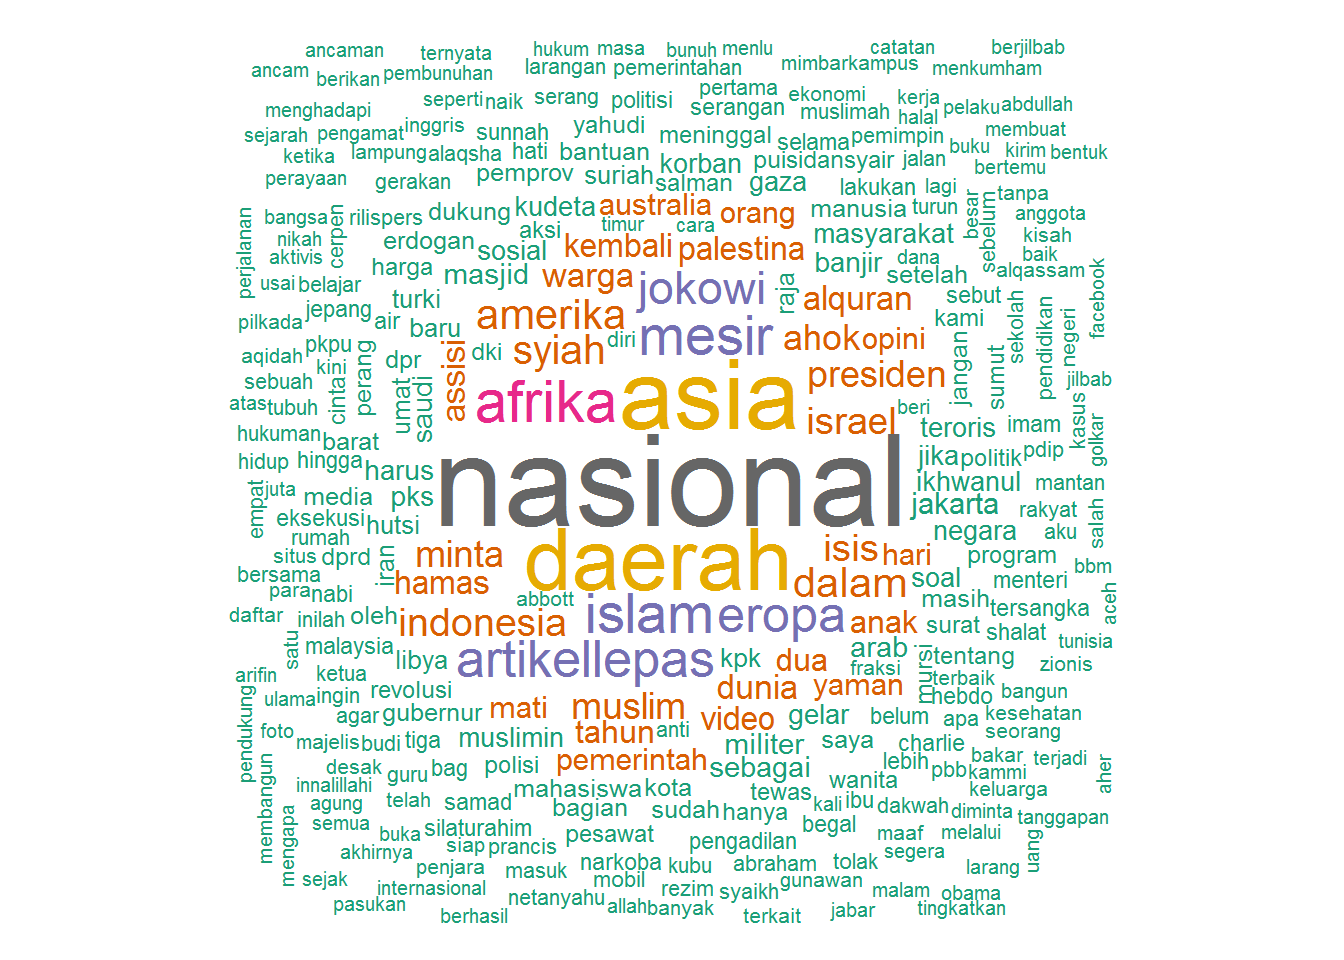 ancaman ternyata hukum masa bunuh menlu catatan berjilbab
ancam berikan pembunuhan larangan pemerintahan mimbarkampus menkumham
menghadapi seperti naik serang politisi pertama serangan ekonomi muslimah kerja halal pelaku abdullah
sejarah pengamat inggris sunnah yahudi meninggal selama pemimpin membuat
ketika lampung alaqsha hati bantuan korban puisidansyair jalan buku kirim bentuk
perayaan gerakan pemprov suriah salman gaza lakukan lagi bertemu
perjalanan bangsa rilispers dukung kudeta australia orang manusia turun besar tanpa
nikah cerpen erdogan aksi timur cara masyarakat sebelum anggota
aktivis sosial kembali palestina banjir dana kisah
usai belajar harga masjid warga jokowi raja setelah baik alqassam facebook
pilkada jepang turki amerika alquran sebut sekolah pendidikan negeri
air baru mesir ahok opini kami
aqidah pkpu dpr assisi dki syiah diri jangan sumut
sebuah kini cinta perang umat saudi afrika asia presiden jilbab
atas tubuh israel beri kasus golkar
hukuman barat teroris imam
hidup hingga harus nasional jika politik pdip
empat juta media pks ikhwanul mantan
eksekusi hutsi jakarta rakyat salah
rumah negara aku
situs dprd iran minta daerah isis hari program bbm
bersama hamas dalam soal menteri aceh
para nabi abbott masih
daftar inilah oleh indonesia islam eropa anak surat tersangka shalat
satu malaysia libya artikellepas kpk dua arab mursi tentang tunisia
arifin ketua fraksi terbaik zionis
pendukung ulama ingin revolusi dunia yaman hebdo bangun
agar gubernur mati muslim video gelar belum apa kesehatan
foto majelis budi tiga muslimin tahun anti militer saya charlie seorang
desak polisi pemerintah sebagai lebih bakar terjadi aher
membangun innalillahi guru bag mahasiswa kota tewas wanita pbb kammi keluarga
mengapa agung telah samad bagian sudah hanya kali ibu dakwah diminta tanggapan
semua buka silaturahim pesawat pengadilan begal maaf melalui uang
akhirnya siap prancis narkoba kubu abraham tolak segera
sejak penjara masuk mobil rezim syaikh gunawan larang
internasional netanyahu malam obama
pasukan berhasil allah banyak terkait jabar tingkatkan